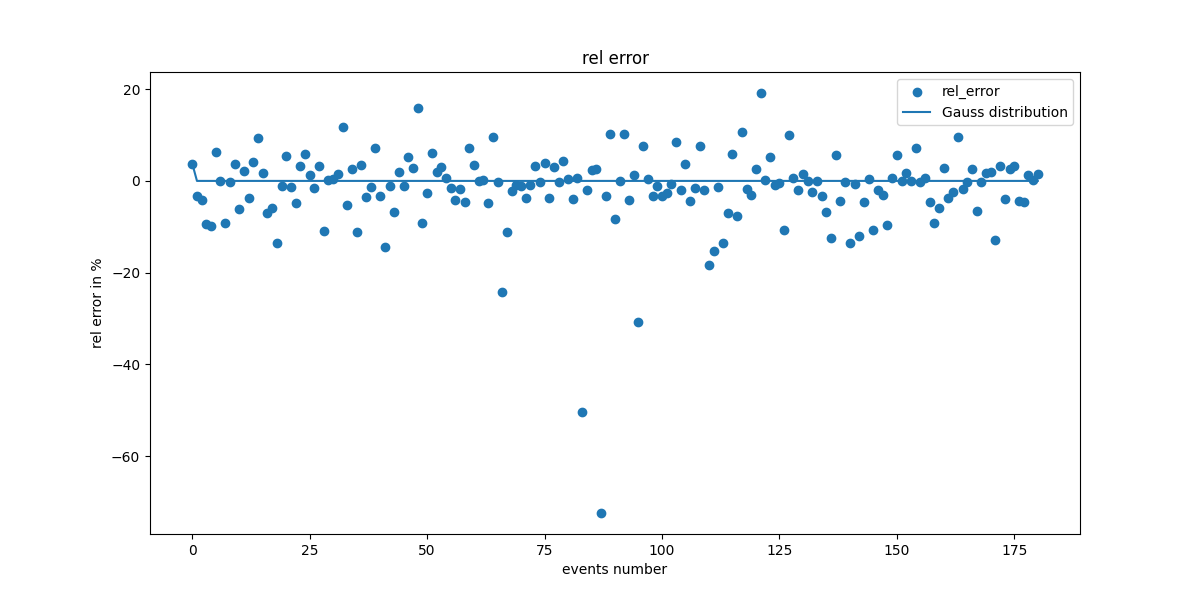 rel error
rel_error
Gauss distribution
20
0
−20
−40
−60
rel error in %
0 25 50 75 100 125 150 175
events number